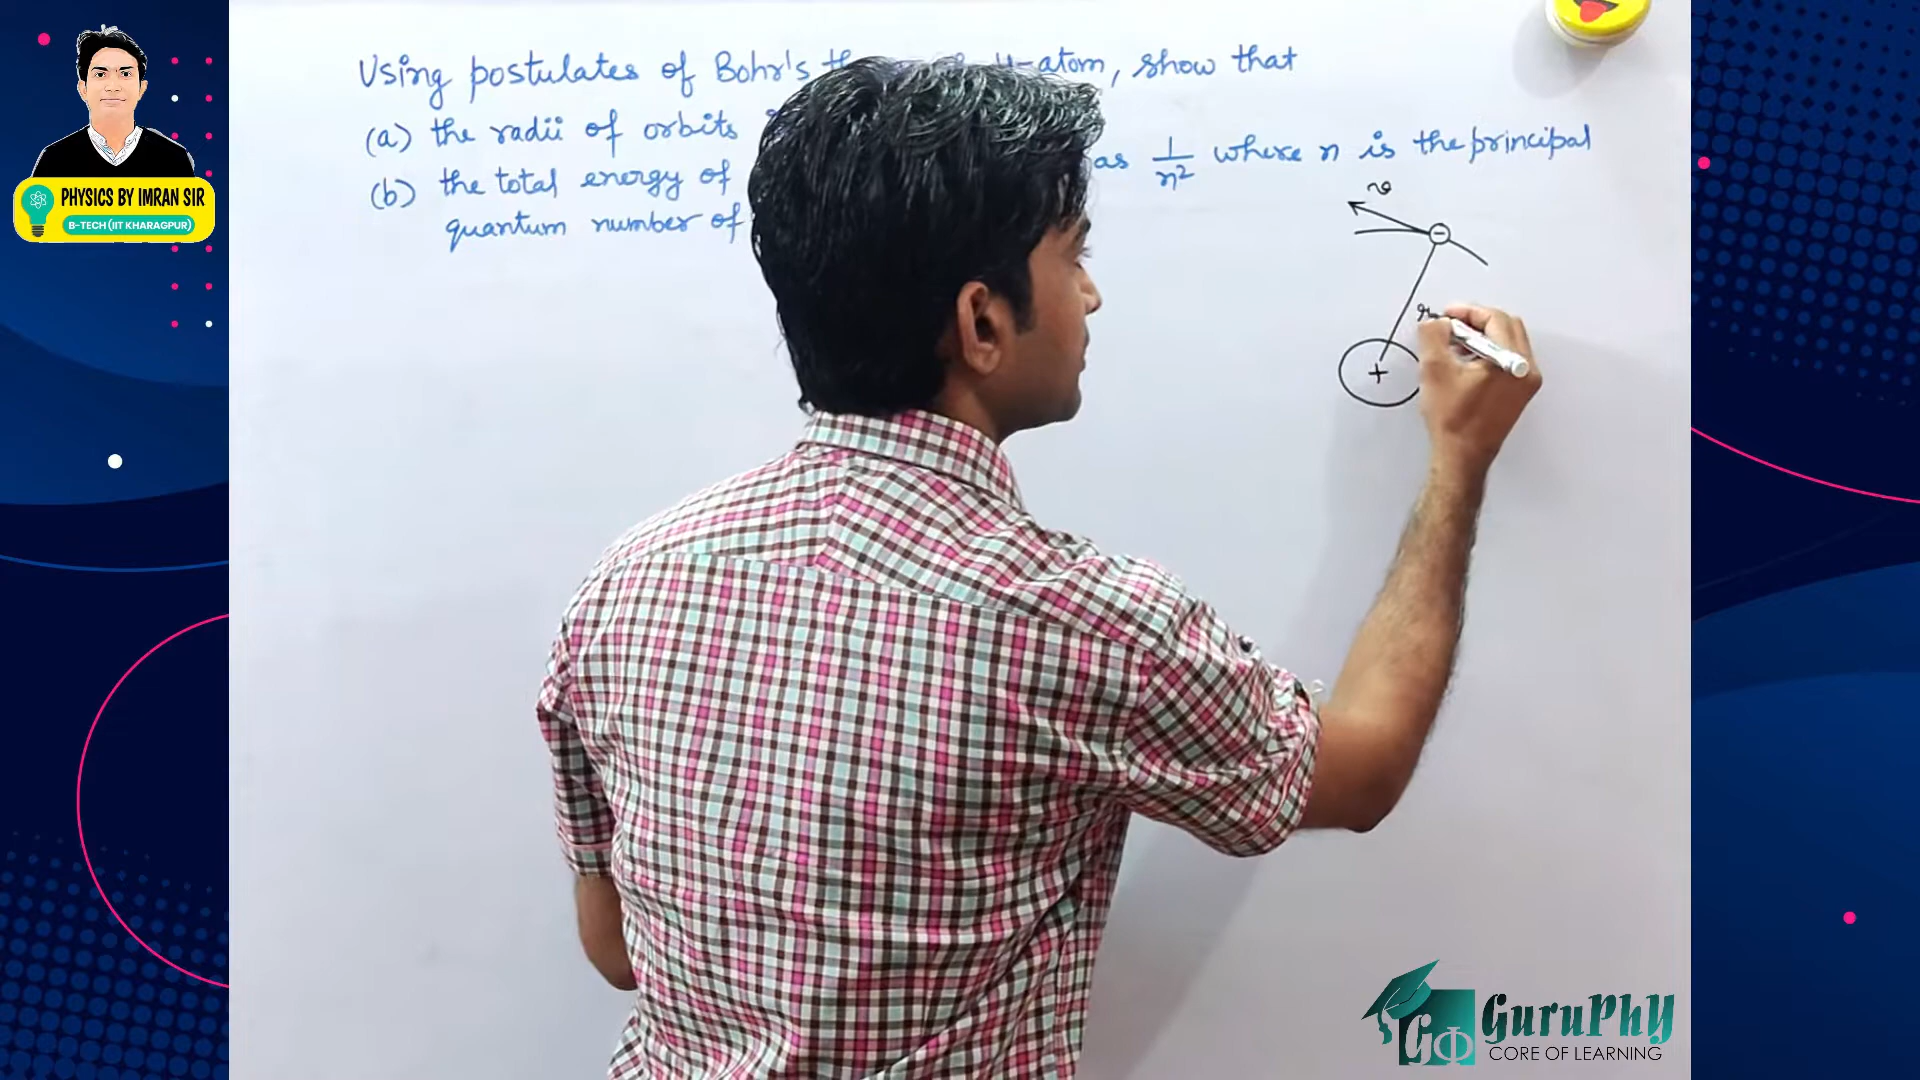 Using postulates of Bohr's H-atom, show that
(a) the radii of orbits
(b) the total energy of as 1/n² where n is the principal
quantum number of
v
r
+
-
PHYSICS BY IMRAN SIR
B-TECH (IIT KHARAGPUR)
GΦ
GuruPhy
CORE OF LEARNING